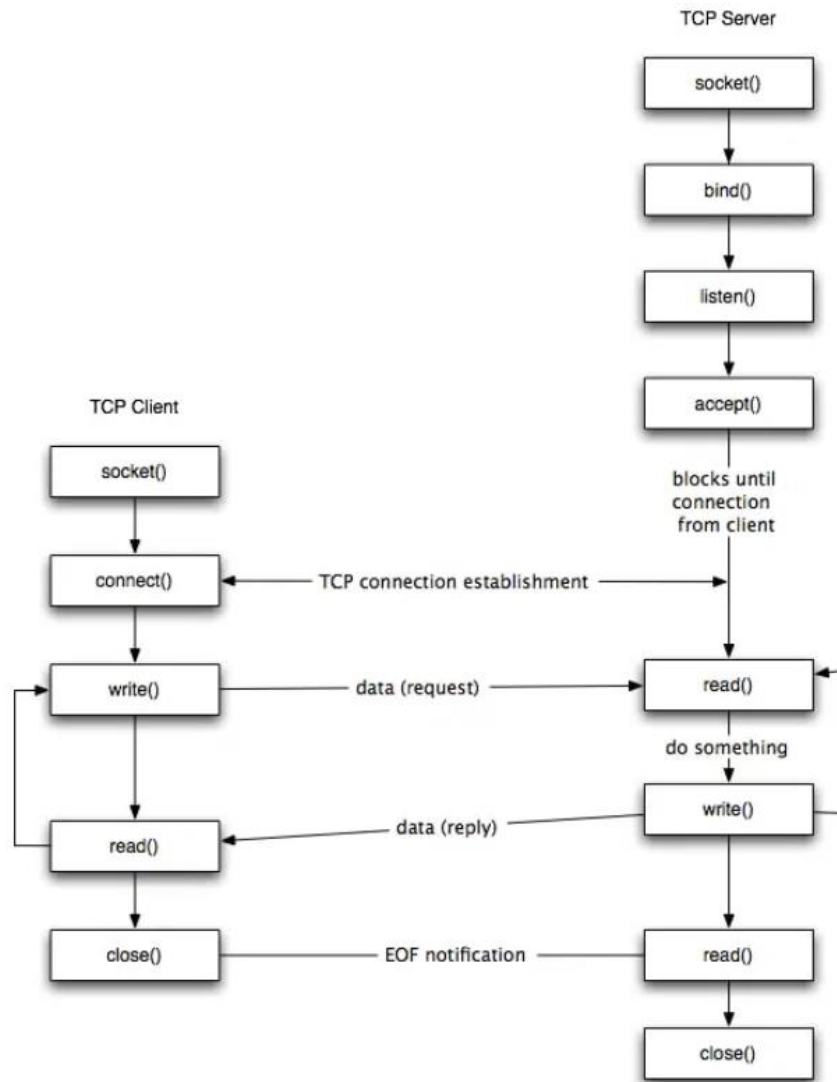 TCP Server
socket()
bind()
listen()
accept()
TCP Client
blocks until
connection
from client
socket()
connect()
TCP connection establishment
write()
data (request)
read()
do something
write()
data (reply)
read()
close()
EOF notification
read()
close()